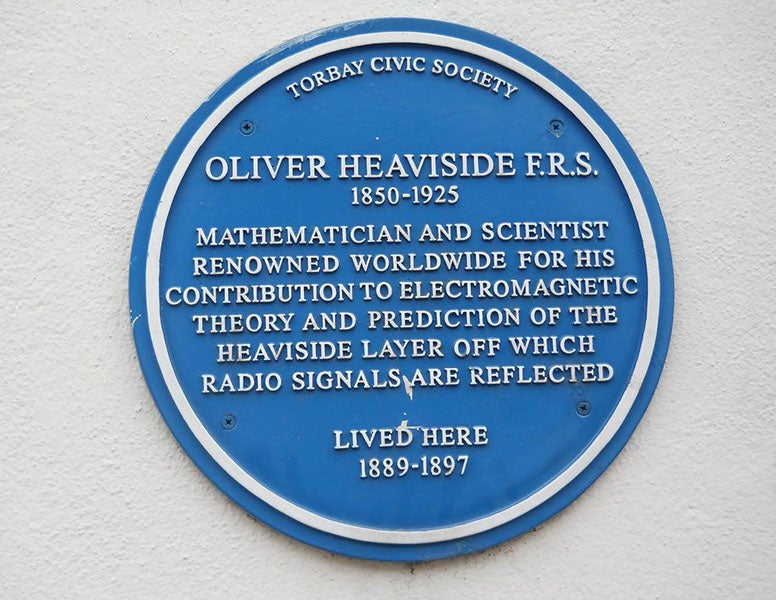 TORBAY CIVIC SOCIETY
OLIVER HEAVISIDE F.R.S.
1850-1925
MATHEMATICIAN AND SCIENTIST
RENOWNED WORLDWIDE FOR HIS
CONTRIBUTION TO ELECTROMAGNETIC
THEORY AND PREDICTION OF THE
HEAVISIDE LAYER OFF WHICH
RADIO SIGNALS ARE REFLECTED
LIVED HERE
1889-1897